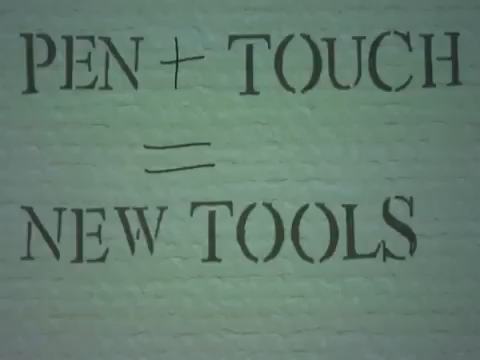 PEN + TOUCH
=
NEW TOOLS